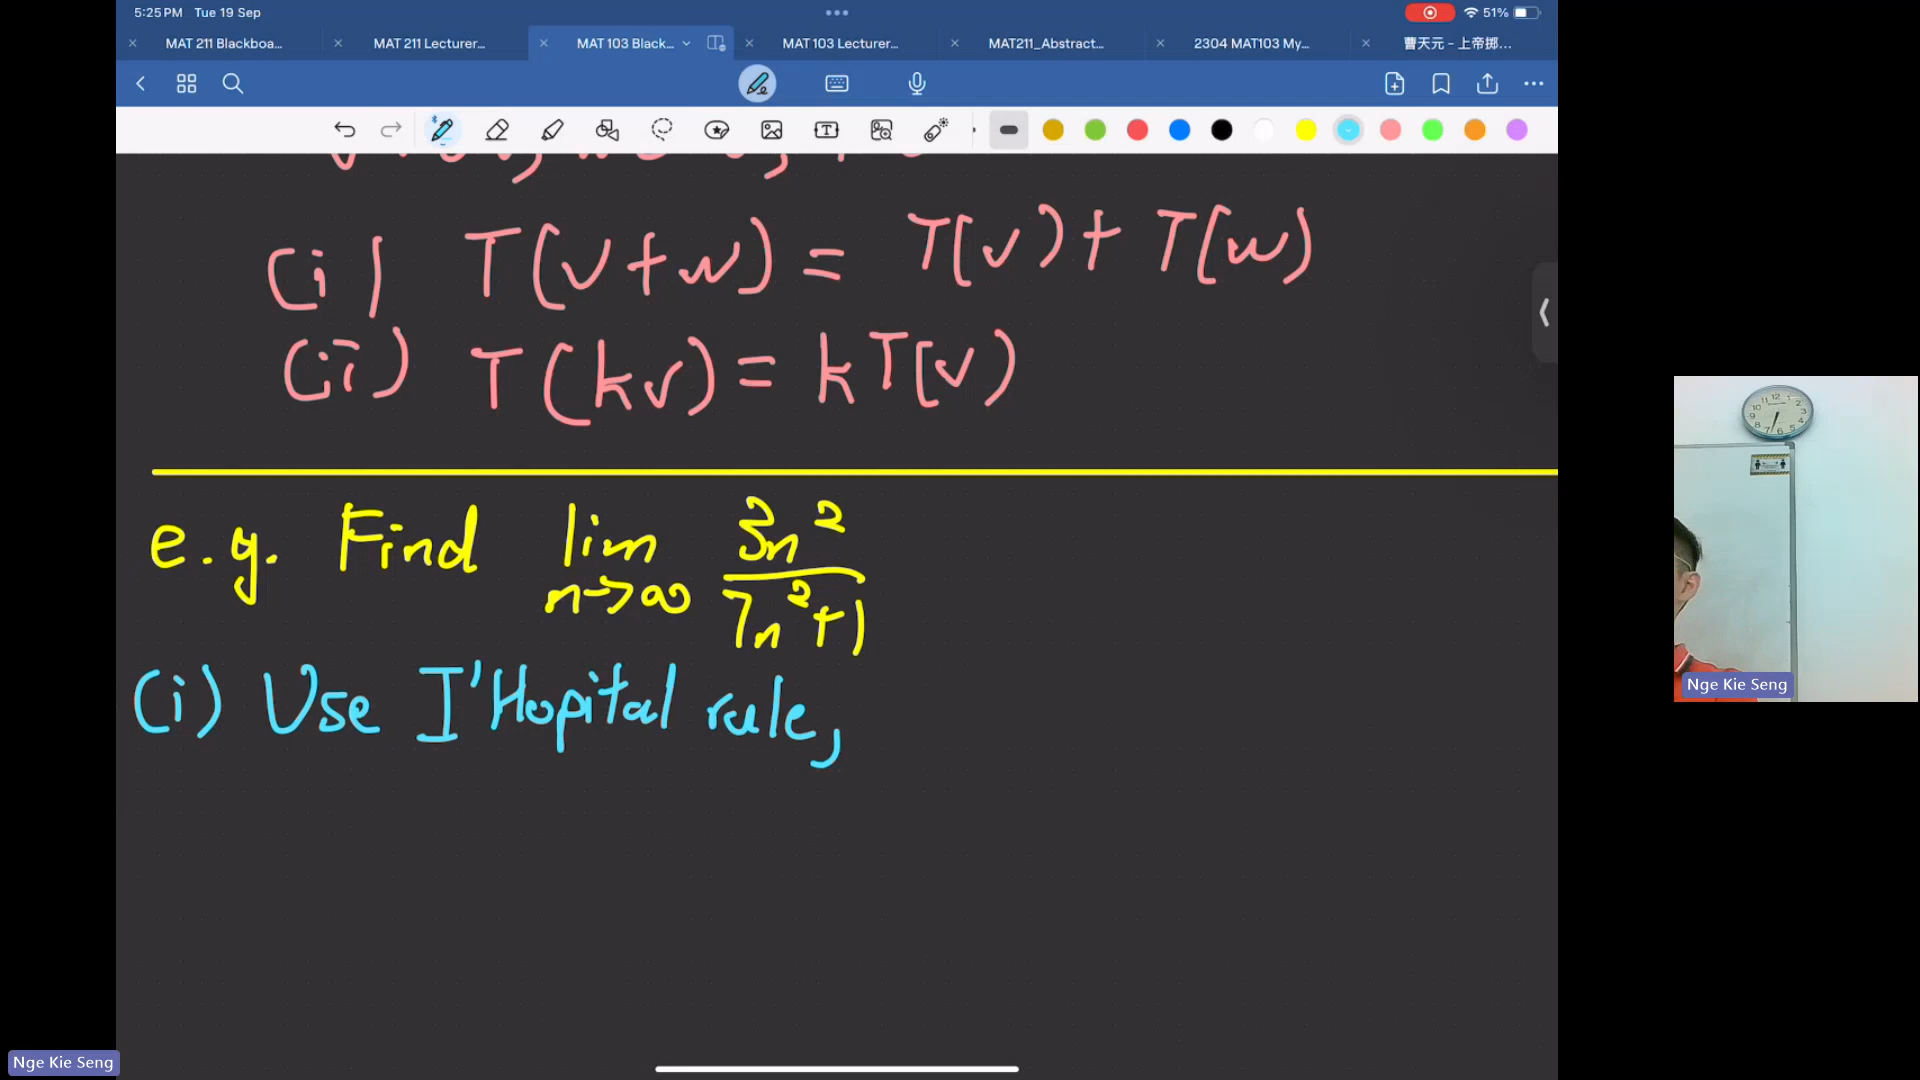 5:25 PM Tue 19 Sep
51%
MAT 211 Blackboa...
MAT 211 Lecturer...
MAT 103 Black...
MAT 103 Lecturer...
MAT211_Abstract...
2304 MAT103 My...
曹天元 - 上帝掷...
(i) T(v+w) = T(v) + T(w)
(ii) T(kv) = kT(v)
e.g. Find lim n→∞ 3n²/7n²+1
(i) Use I'Hopital rule,
Nge Kie Seng
Nge Kie Seng